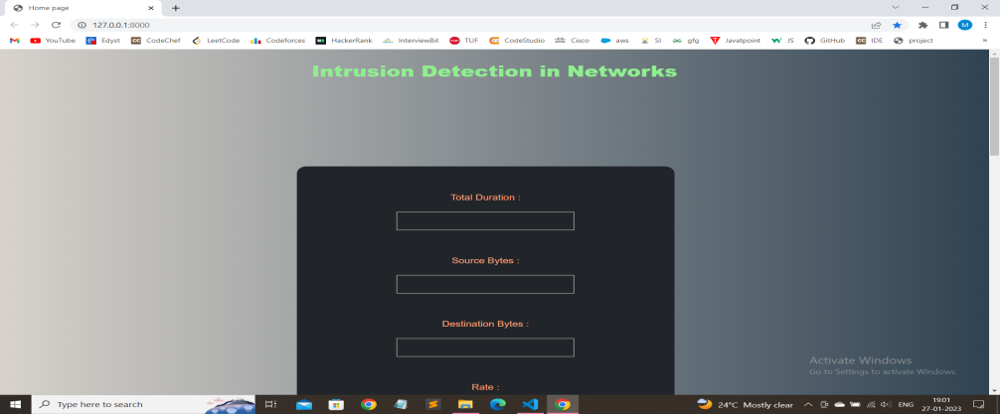 Home page
127.0.0.1:8000
YouTube Edyst CodeChef LeetCode Codeforces HackerRank InterviewBit TUF CodeStudio Cisco aws SI gfg Javatpoint JS GitHub IDE project »
Intrusion Detection in Networks
Total Duration :
Source Bytes :
Destination Bytes :
Rate :
Activate Windows
Go to Settings to activate Windows.
Type here to search
24°C Mostly clear
ENG
19:01
27-01-2023